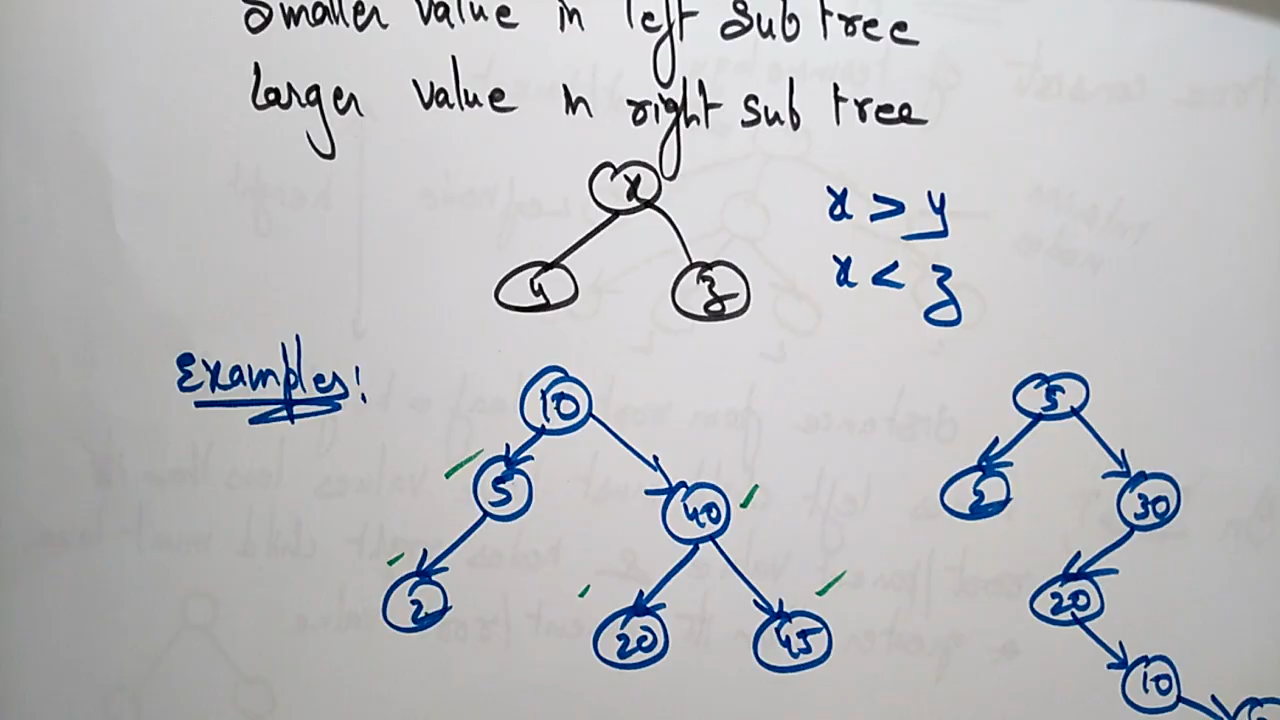 Smaller value in left Sub tree
larger value in right sub tree
x
x > y
y z
x < z
Examples:
10 5
5 40 2 30
2 20 45 20
10